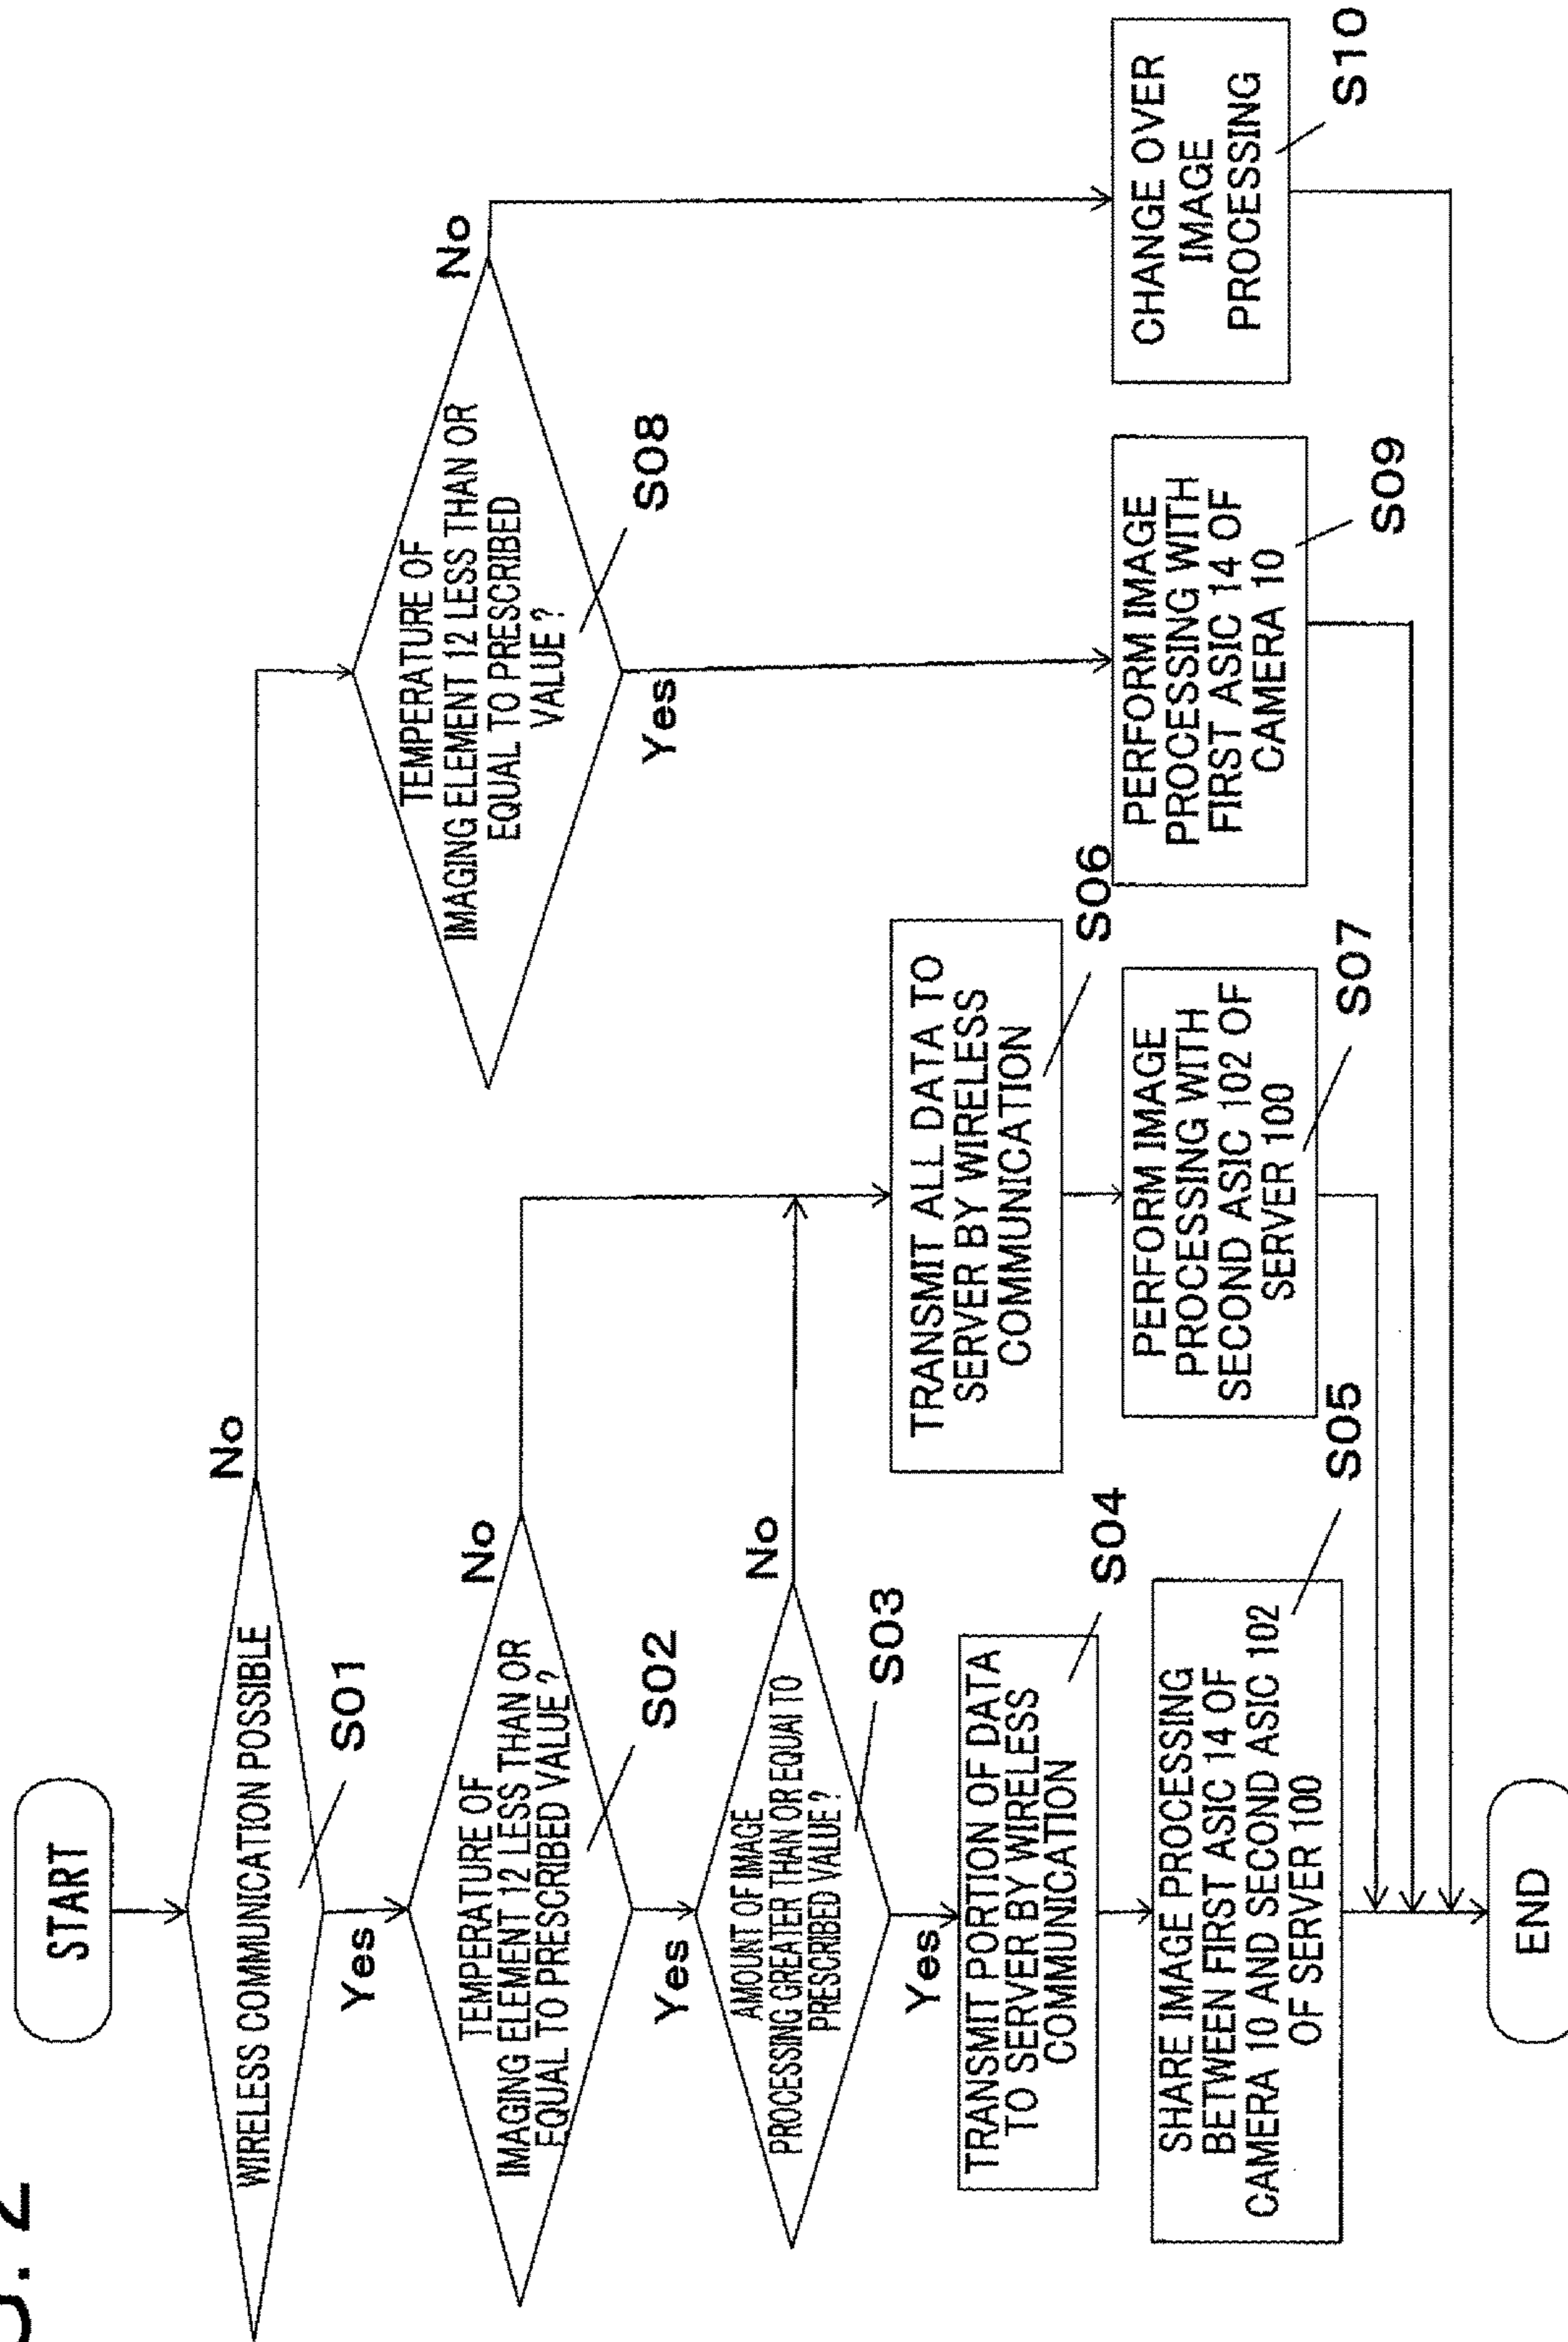 START
WIRELESS COMMUNICATION POSSIBLE
S01
No
Yes
TEMPERATURE OF
IMAGING ELEMENT 12 LESS THAN OR
EQUAL TO PRESCRIBED VALUE ?
S02
No
Yes
AMOUNT OF IMAGE
PROCESSING GREATER THAN OR EQUAL TO
PRESCRIBED VALUE ?
S03
No
Yes
TRANSMIT PORTION OF DATA
TO SERVER BY WIRELESS
COMMUNICATION
S04
SHARE IMAGE PROCESSING
BETWEEN FIRST ASIC 14 OF
CAMERA 10 AND SECOND ASIC 102
OF SERVER 100
S05
TRANSMIT ALL DATA TO
SERVER BY WIRELESS
COMMUNICATION
S06
PERFORM IMAGE
PROCESSING WITH
SECOND ASIC 102 OF
SERVER 100
S07
TEMPERATURE OF
IMAGING ELEMENT 12 LESS THAN OR
EQUAL TO PRESCRIBED
VALUE ?
S08
No
Yes
PERFORM IMAGE
PROCESSING WITH
FIRST ASIC 14 OF
CAMERA 10
S09
CHANGE OVER
IMAGE
PROCESSING
S10
END